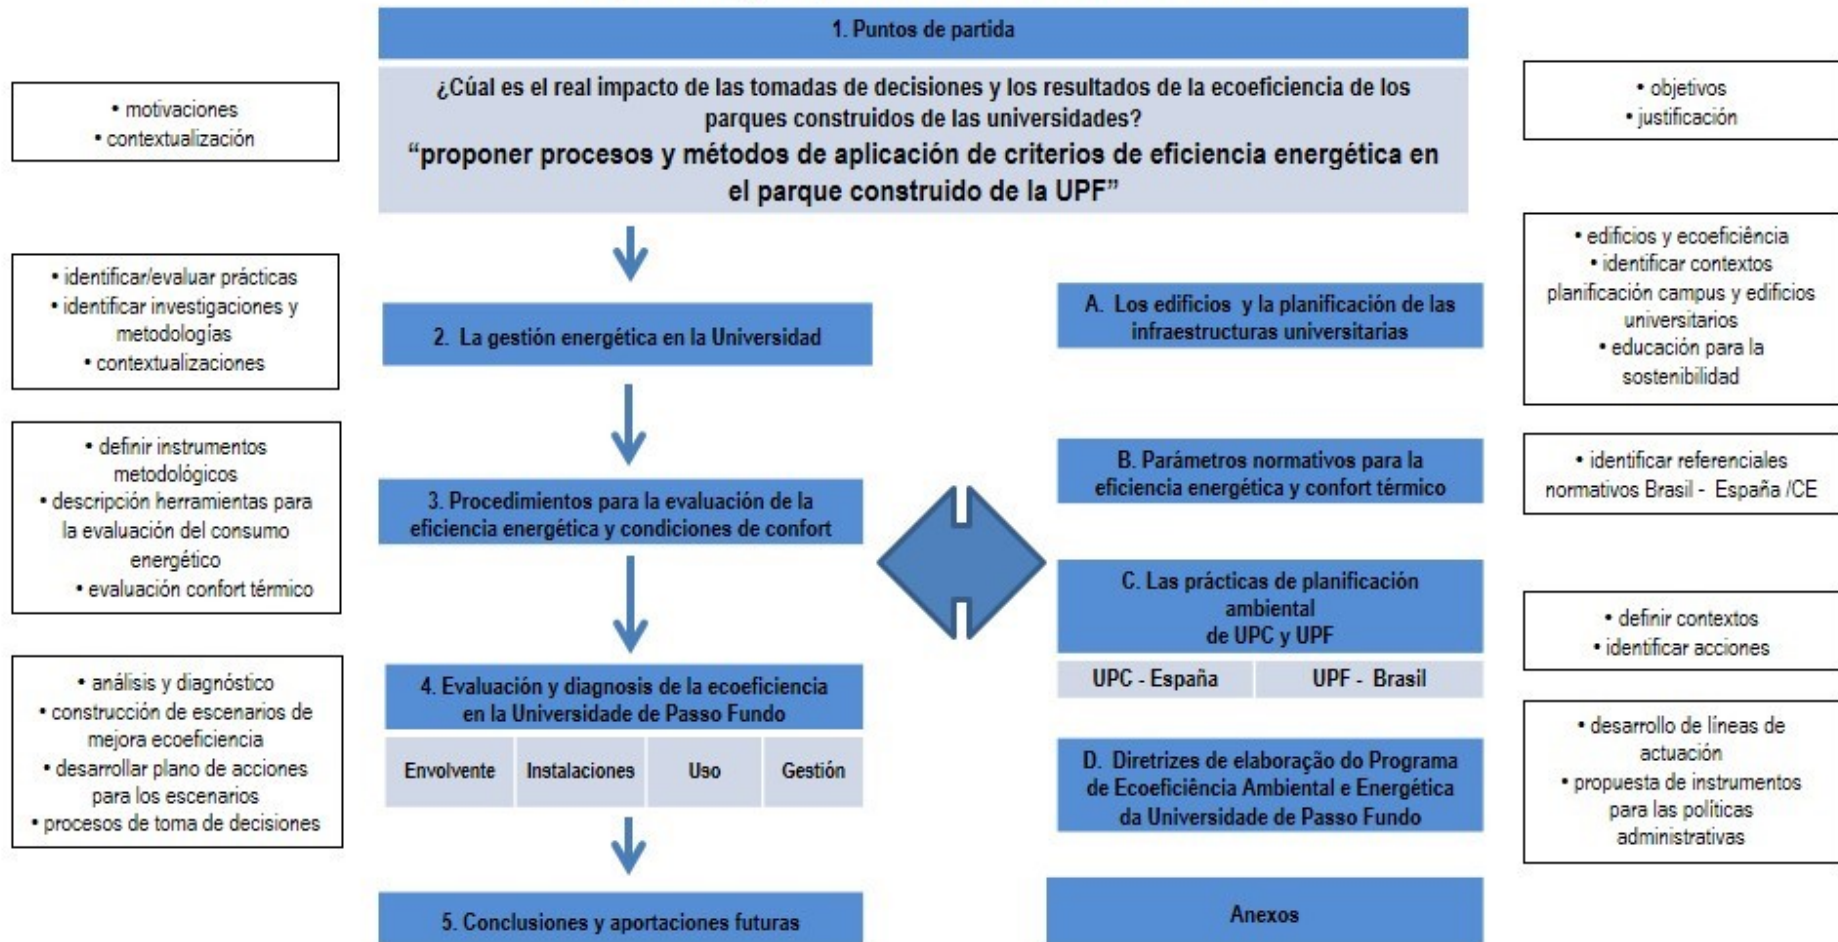 1. Puntos de partida
¿Cúal es el real impacto de las tomadas de decisiones y los resultados de la ecoeficiencia de los
parques construidos de las universidades?
“proponer procesos y métodos de aplicación de criterios de eficiencia energética en
el parque construido de la UPF”
• motivaciones
• contextualización
• objetivos
• justificación
• identificar/evaluar prácticas
• identificar investigaciones y
metodologías
• contextualizaciones
2. La gestión energética en la Universidad
A. Los edificios y la planificación de las
infraestructuras universitarias
• edificios y ecoeficiência
• identificar contextos
planificación campus y edificios
universitarios
• educación para la
sostenibilidad
• definir instrumentos
metodológicos
• descripción herramientas para
la evaluación del consumo
energético
• evaluación confort térmico
3. Procedimientos para la evaluación de la
eficiencia energética y condiciones de confort
B. Parámetros normativos para la
eficiencia energética y confort térmico
• identificar referenciales
normativos Brasil - España /CE
C. Las prácticas de planificación
ambiental
de UPC y UPF
UPC - España
UPF - Brasil
• definir contextos
• identificar acciones
• análisis y diagnóstico
• construcción de escenarios de
mejora ecoeficiencia
• desarrollar plano de acciones
para los escenarios
• procesos de toma de decisiones
4. Evaluación y diagnosis de la ecoeficiencia
en la Universidade de Passo Fundo
Envolvente
Instalaciones
Uso
Gestión
D. Diretrizes de elaboração do Programa
de Ecoeficiência Ambiental e Energética
da Universidade de Passo Fundo
• desarrollo de líneas de
actuación
• propuesta de instrumentos
para las políticas
administrativas
5. Conclusiones y aportaciones futuras
Anexos